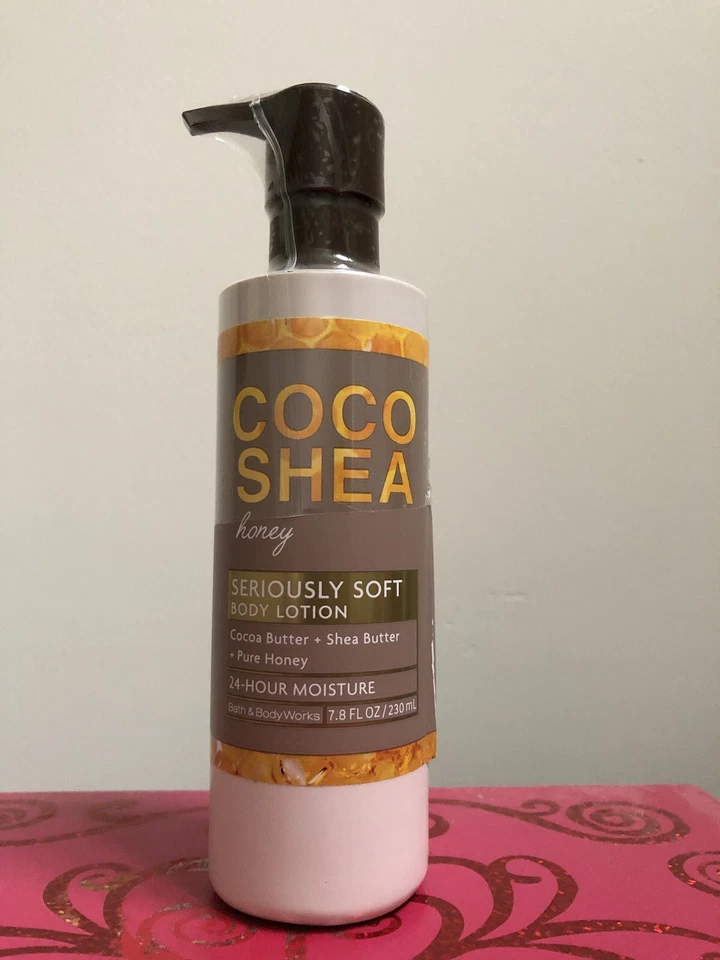 COCO
SHEA
honey
SERIOUSLY SOFT
BODY LOTION
Cocoa Butter + Shea Butter
+ Pure Honey
24-HOUR MOISTURE
Bath & Body Works 7.8 FL OZ / 230 mL